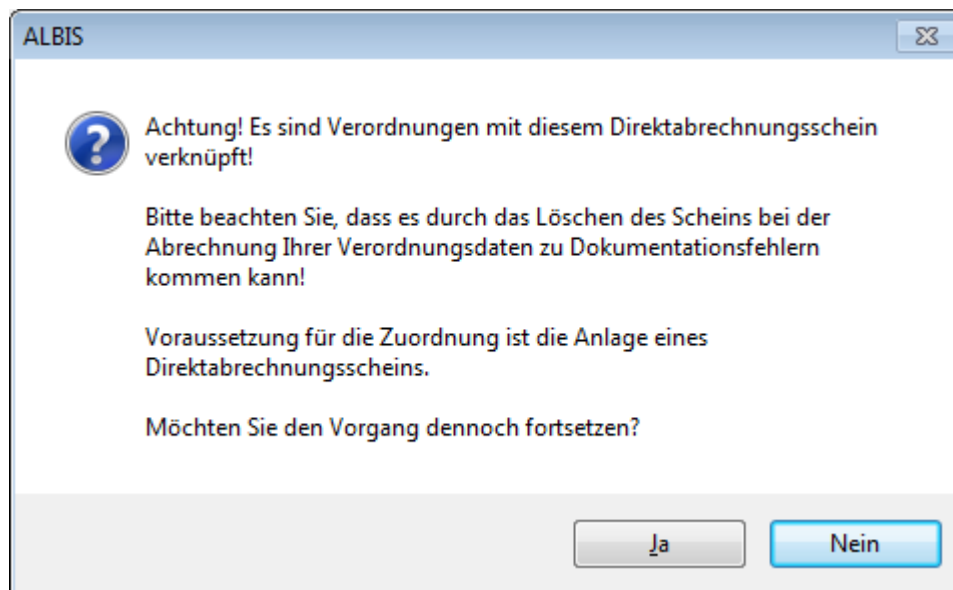 ALBIS
Achtung! Es sind Verordnungen mit diesem Direktabrechnungsschein
verknüpft!
Bitte beachten Sie, dass es durch das Löschen des Scheins bei der
Abrechnung Ihrer Verordnungsdaten zu Dokumentationsfehlern
kommen kann!
Voraussetzung für die Zuordnung ist die Anlage eines
Direktabrechnungsscheins.
Möchten Sie den Vorgang dennoch fortsetzen?
Ja
Nein